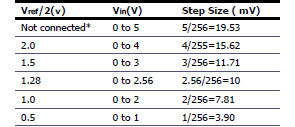 Vref/2(v) Vin(V) Step Size ( mV)
Not connected* 0 to 5 5/256=19.53
2.0 0 to 4 4/255=15.62
1.5 0 to 3 3/256=11.71
1.28 0 to 2.56 2.56/256=10
1.0 0 to 2 2/256=7.81
0.5 0 to 1 1/256=3.90